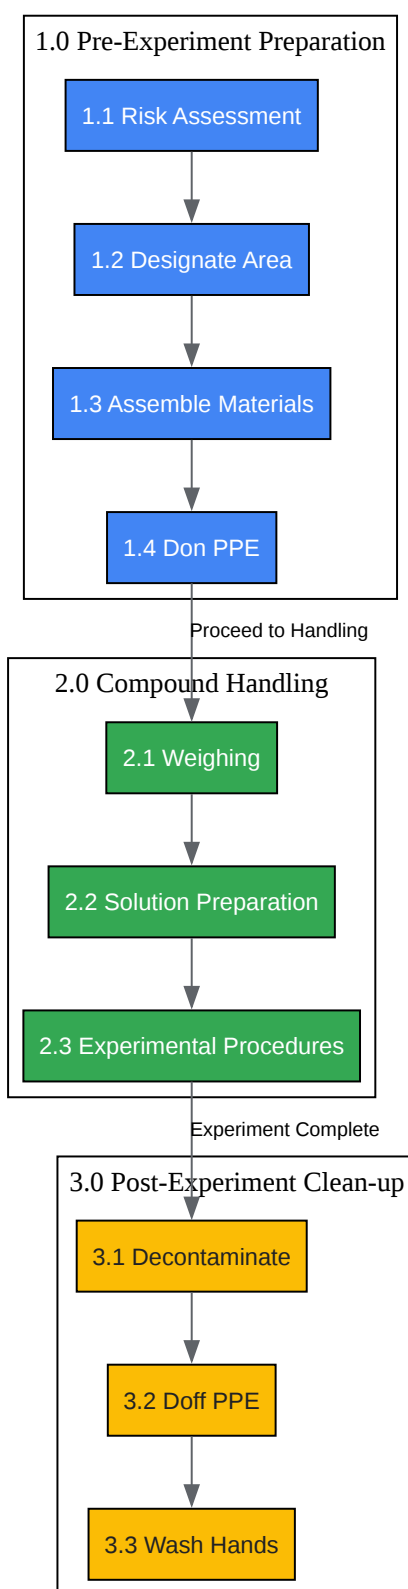 1.0 Pre-Experiment Preparation
1.1 Risk Assessment
1.2 Designate Area
1.3 Assemble Materials
1.4 Don PPE
Proceed to Handling
2.0 Compound Handling
2.1 Weighing
2.2 Solution Preparation
2.3 Experimental Procedures
Experiment Complete
3.0 Post-Experiment Clean-up
3.1 Decontaminate
3.2 Doff PPE
3.3 Wash Hands